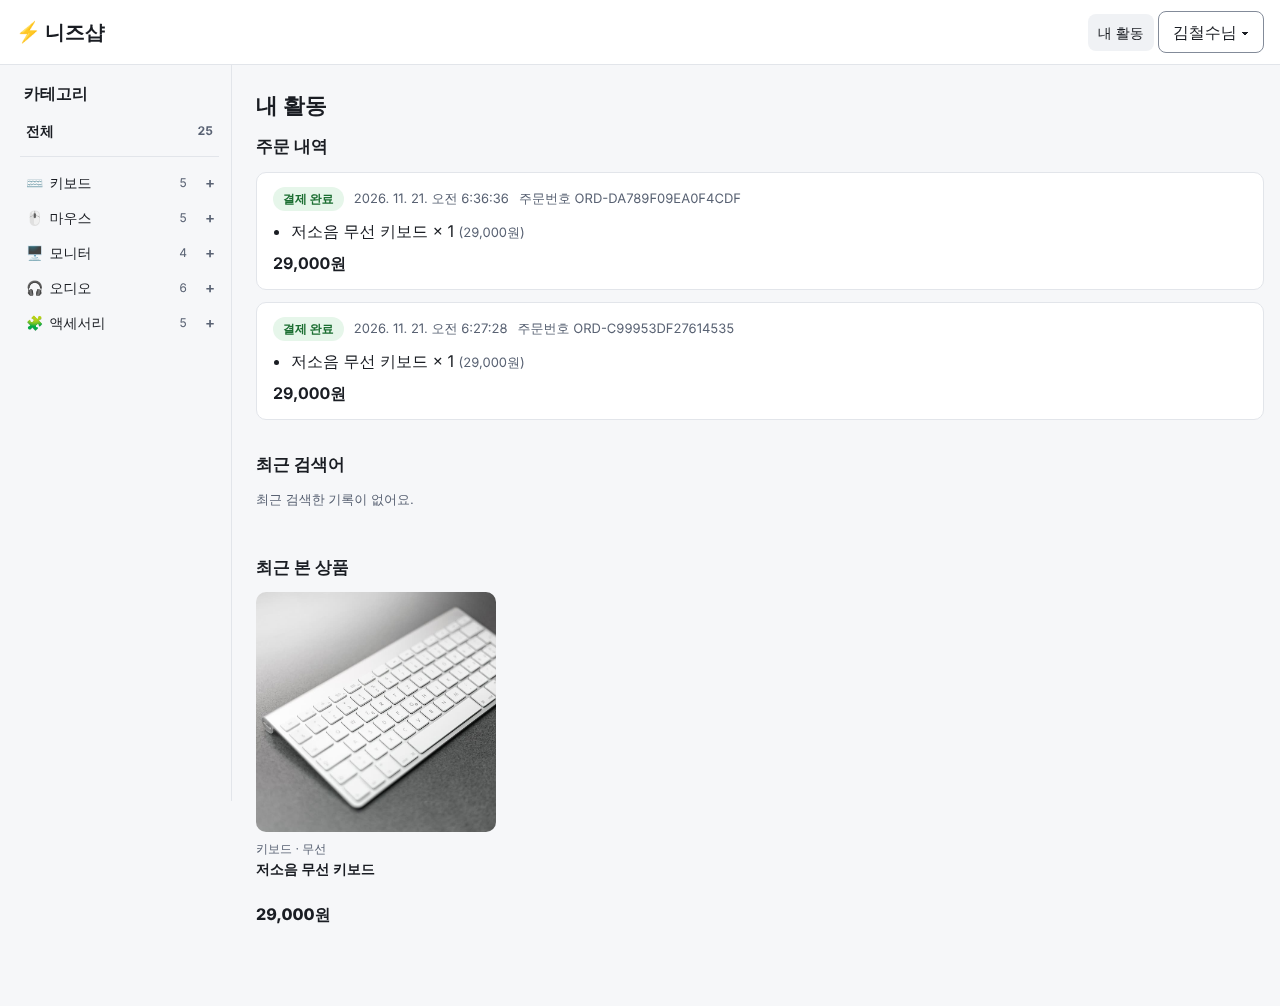 ⚡ 니즈샵
내 활동
김철수님
카테고리
전체 25
키보드 5 +
마우스 5 +
모니터 4 +
오디오 6 +
액세서리 5 +
내 활동
주문 내역
결제 완료 2026. 11. 21. 오전 6:36:36 주문번호 ORD-DA789F09EA0F4CDF
• 저소음 무선 키보드 × 1 (29,000원)
29,000원
결제 완료 2026. 11. 21. 오전 6:27:28 주문번호 ORD-C99953DF27614535
• 저소음 무선 키보드 × 1 (29,000원)
29,000원
최근 검색어
최근 검색한 기록이 없어요.
최근 본 상품
키보드 · 무선
저소음 무선 키보드
29,000원